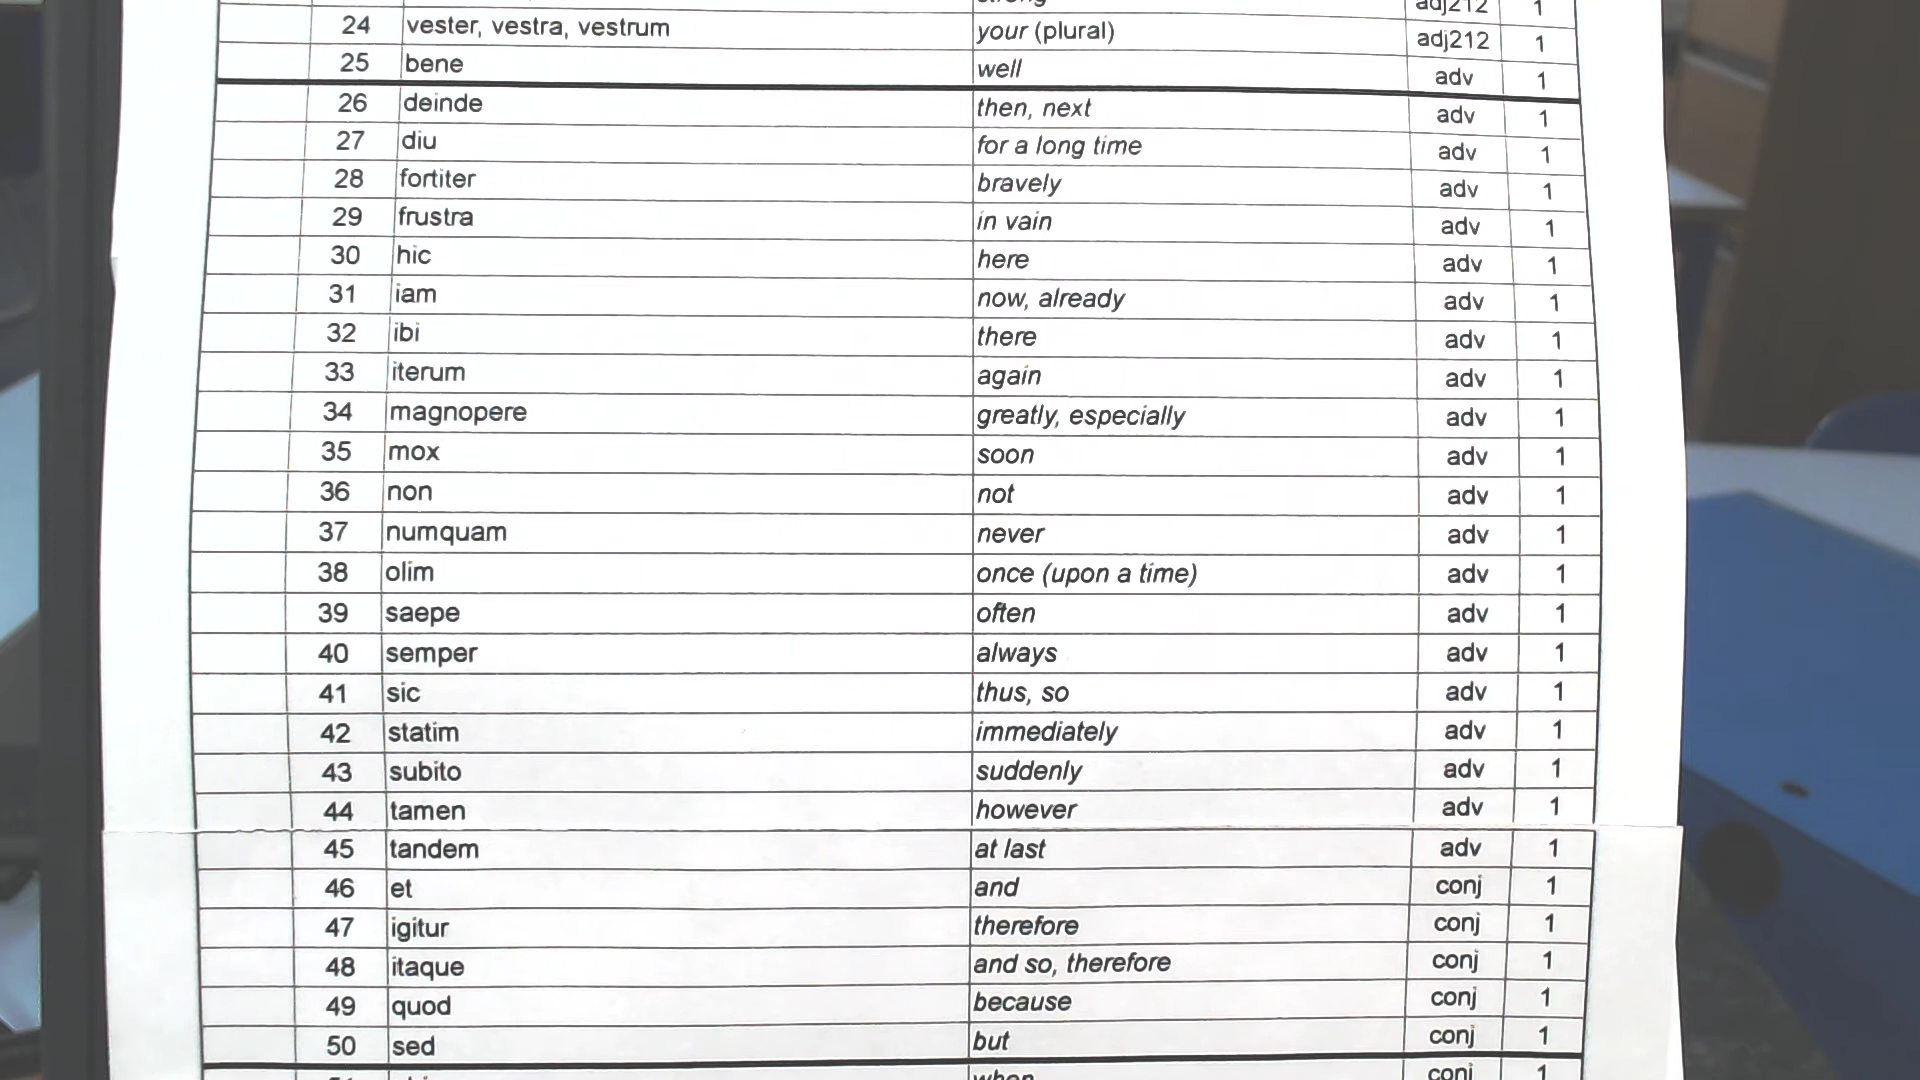 adj212 1
24 vester, vestra, vestrum your (plural) adj212 1
25 bene well adv 1
26 deinde then, next adv 1
27 diu for a long time adv 1
28 fortiter bravely adv 1
29 frustra in vain adv 1
30 hic here adv 1
31 iam now, already adv 1
32 ibi there adv 1
33 iterum again adv 1
34 magnopere greatly, especially adv 1
35 mox soon adv 1
36 non not adv 1
37 numquam never adv 1
38 olim once (upon a time) adv 1
39 saepe often adv 1
40 semper always adv 1
41 sic thus, so adv 1
42 statim immediately adv 1
43 subito suddenly adv 1
44 tamen however adv 1
45 tandem at last adv 1
46 et and conj 1
47 igitur therefore conj 1
48 itaque and so, therefore conj 1
49 quod because conj 1
50 sed but conj 1
when conj 1